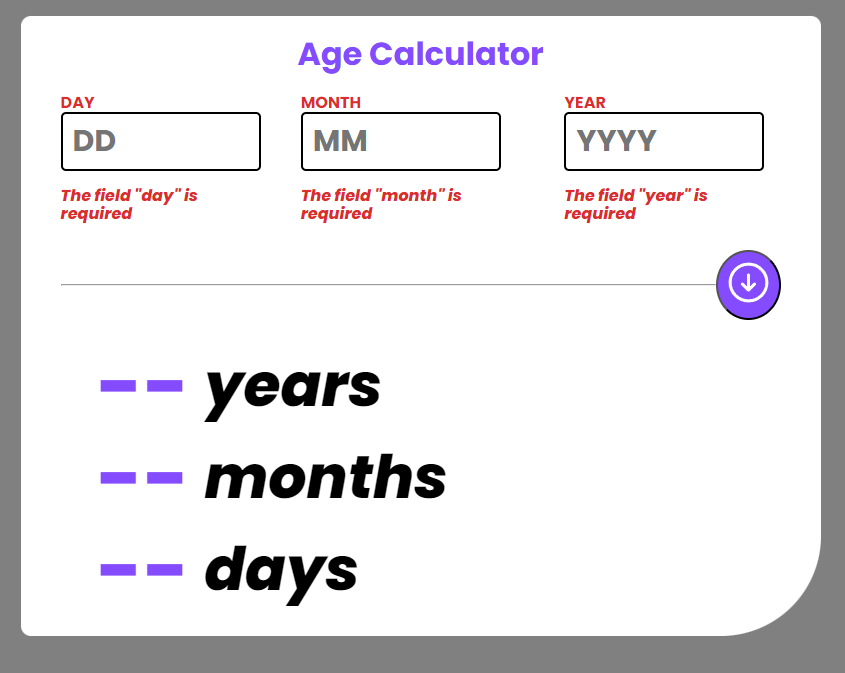 Age Calculator
DAY MONTH YEAR
DD MM YYYY
The field "day" is The field "month" is The field "year" is
required required required
-- years
-- months
-- days